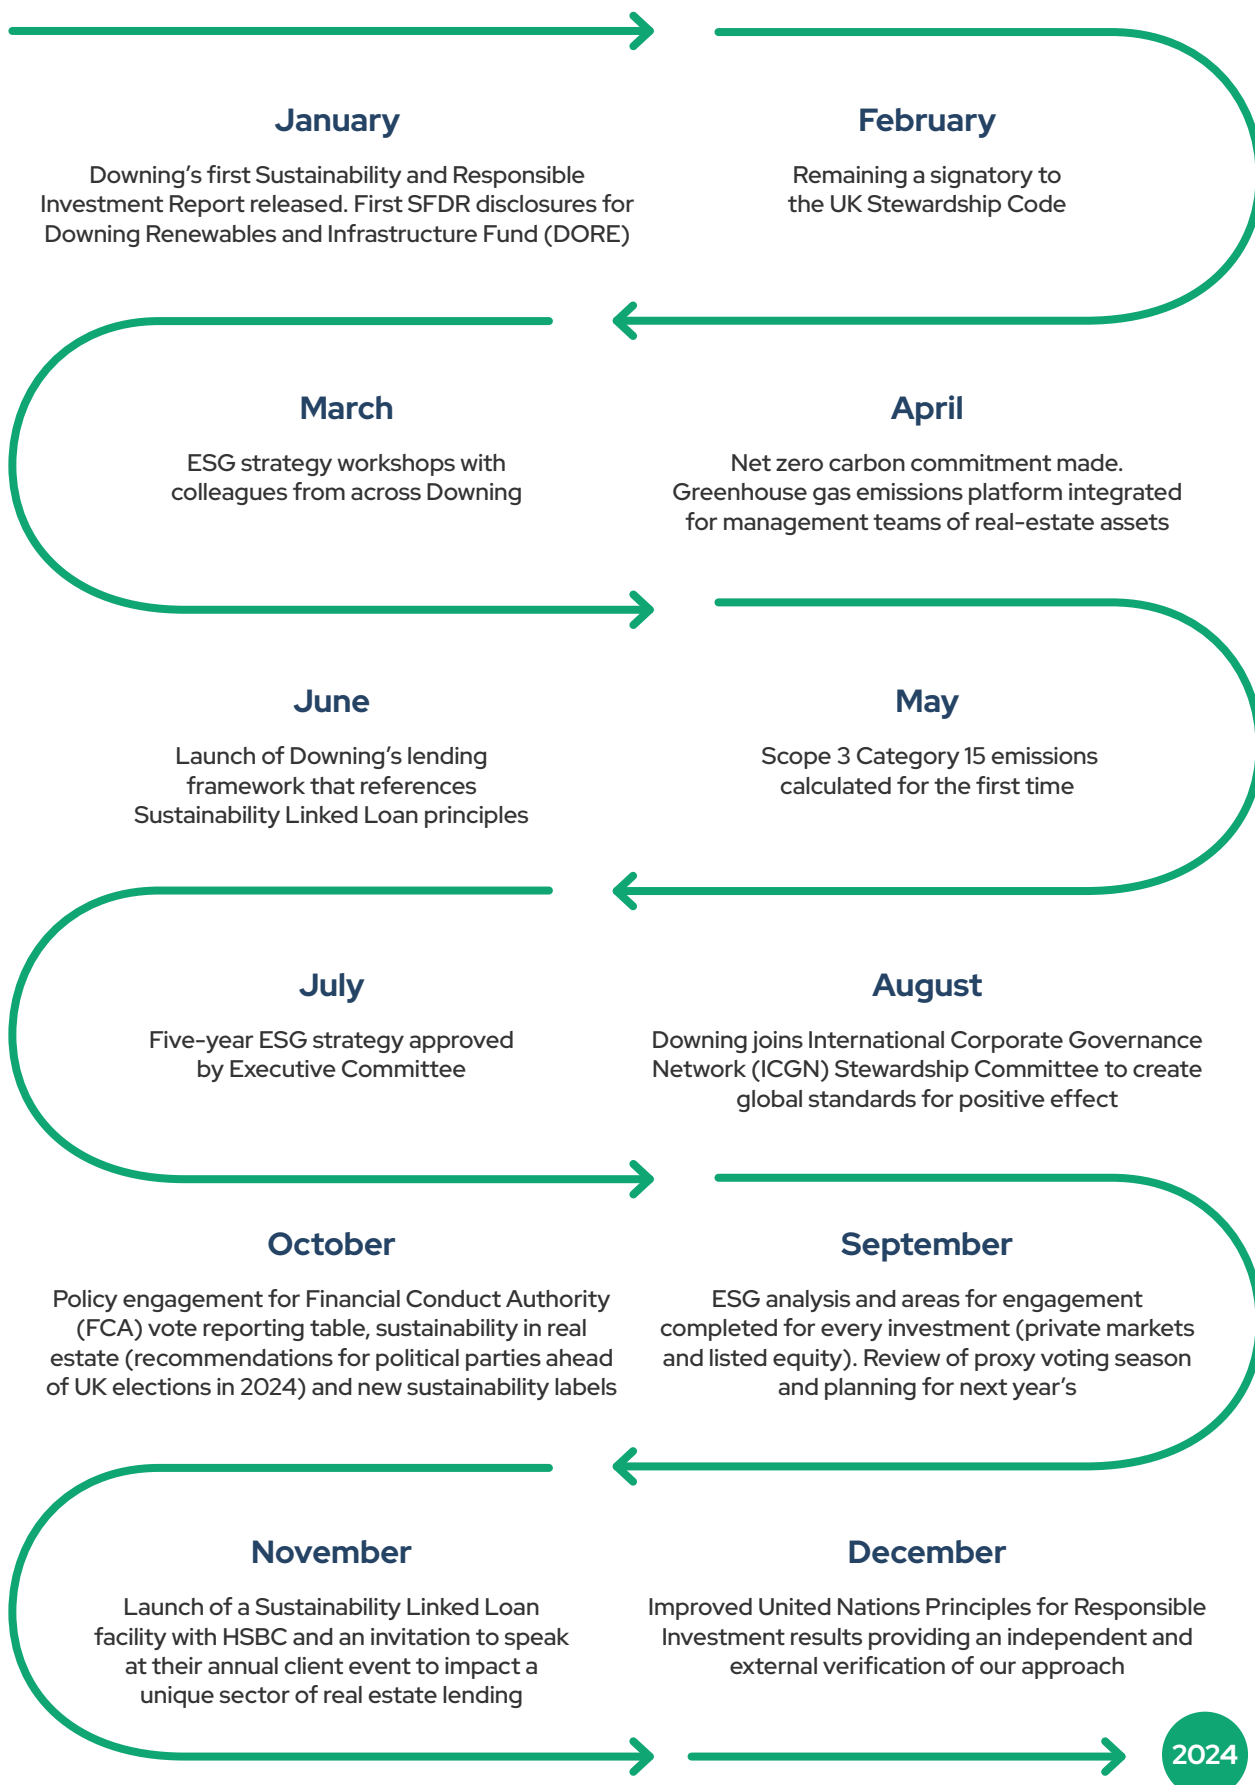 January
Downing’s first Sustainability and Responsible
Investment Report released. First SFDR disclosures for
Downing Renewables and Infrastructure Fund (DORE)
February
Remaining a signatory to
the UK Stewardship Code
March
ESG strategy workshops with
colleagues from across Downing
April
Net zero carbon commitment made.
Greenhouse gas emissions platform integrated
for management teams of real-estate assets
May
Scope 3 Category 15 emissions
calculated for the first time
June
Launch of Downing’s lending
framework that references
Sustainability Linked Loan principles
July
Five-year ESG strategy approved
by Executive Committee
August
Downing joins International Corporate Governance
Network (ICGN) Stewardship Committee to create
global standards for positive effect
September
ESG analysis and areas for engagement
completed for every investment (private markets
and listed equity). Review of proxy voting season
and planning for next year’s
October
Policy engagement for Financial Conduct Authority
(FCA) vote reporting table, sustainability in real
estate (recommendations for political parties ahead
of UK elections in 2024) and new sustainability labels
November
Launch of a Sustainability Linked Loan
facility with HSBC and an invitation to speak
at their annual client event to impact a
unique sector of real estate lending
December
Improved United Nations Principles for Responsible
Investment results providing an independent and
external verification of our approach
2024